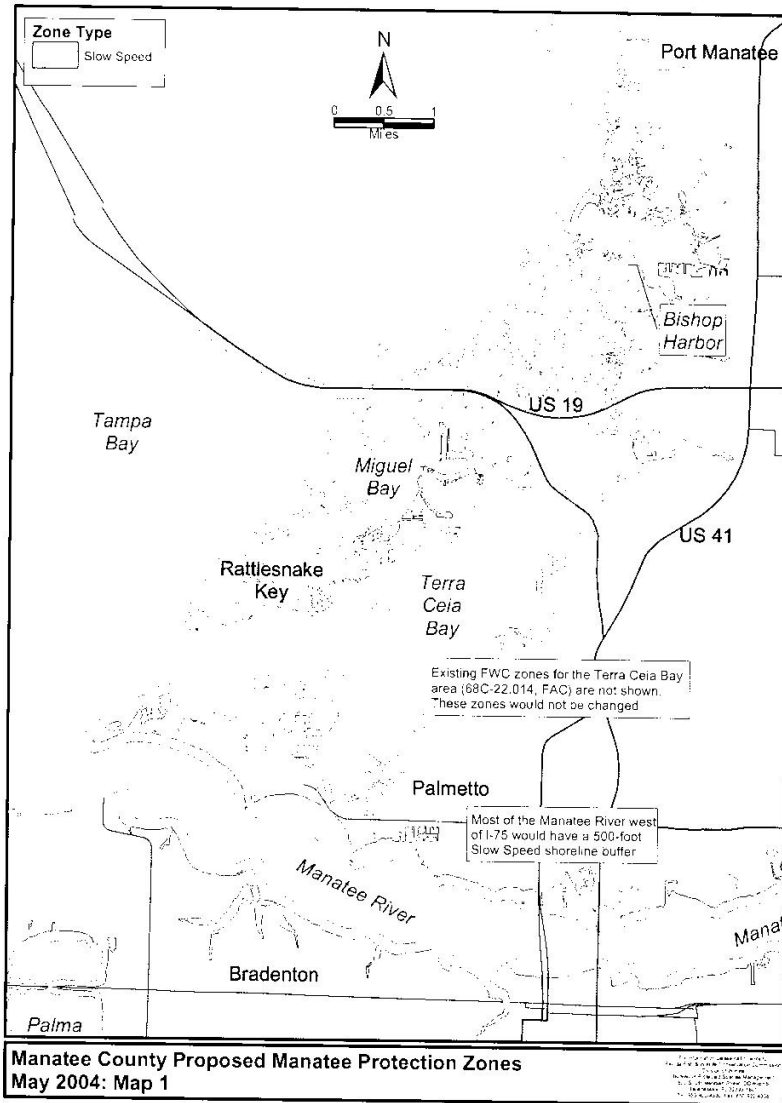 Zone Type
Slow Speed
N
0 0.5 1
Miles
Port Manatee
Bishop
Harbor
US 19
Tampa
Bay
Miguel
Bay
US 41
Rattlesnake
Key
Terra
Ceia
Bay
Existing FWC zones for the Terra Ceia Bay
area (68C-22.014, FAC) are not shown.
These zones would not be changed
Palmetto
Most of the Manatee River west
of I-75 would have a 500-foot
Slow Speed shoreline buffer
Manatee River
Manat
Bradenton
Palma
Manatee County Proposed Manatee Protection Zones
May 2004: Map 1